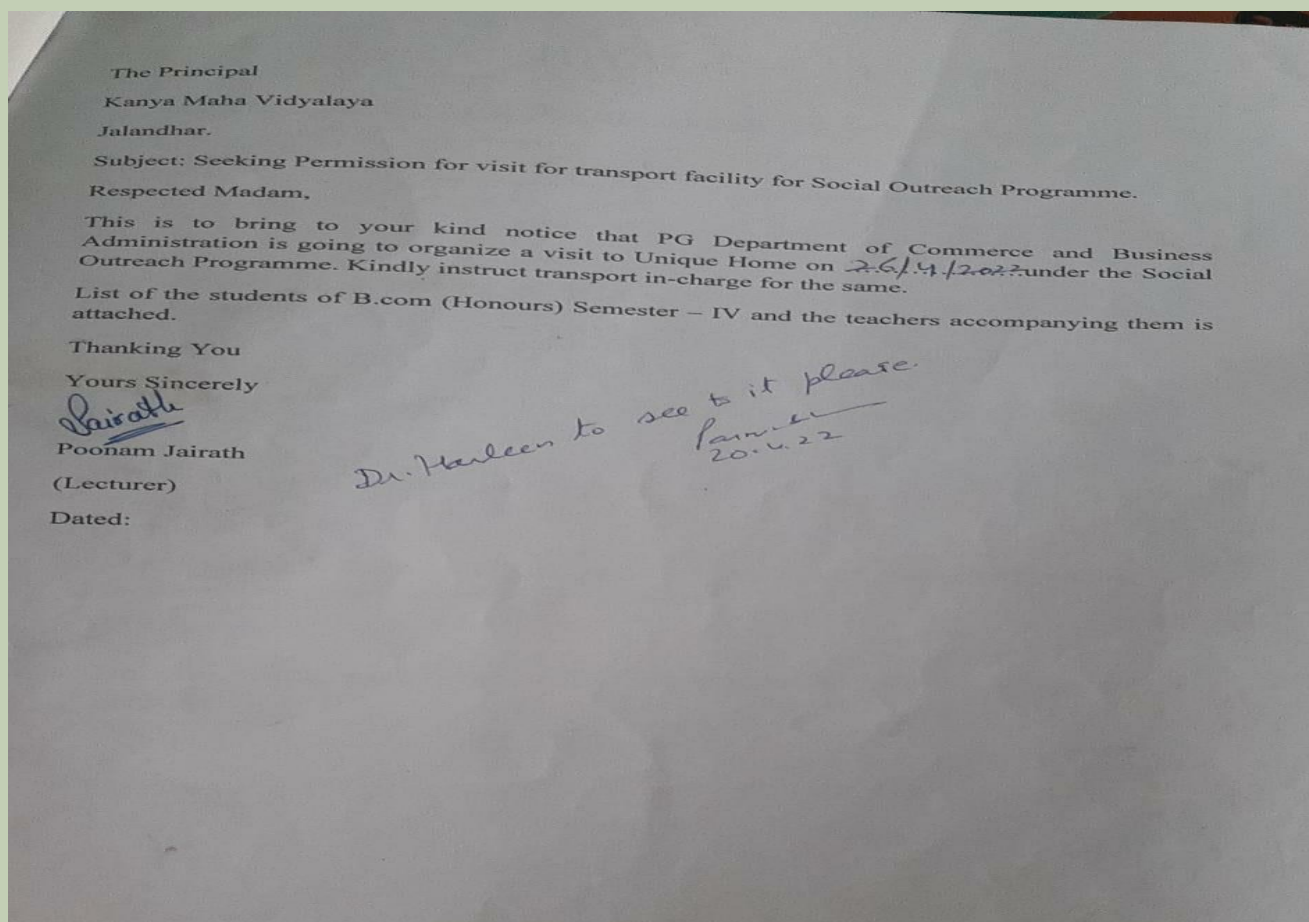 The Principal
Kanya Maha Vidyalaya
Jalandhar.
Subject: Seeking Permission for visit for transport facility for Social Outreach Programme.
Respected Madam,
This is to bring to your kind notice that PG Department of Commerce and Business
Administration is going to organize a visit to Unique Home on 26/4/2022 under the Social
Outreach Programme. Kindly instruct transport in-charge for the same.
List of the students of B.com (Honours) Semester – IV and the teachers accompanying them is
attached.
Thanking You
Yours Sincerely
Jairath
Poonam Jairath
(Lecturer)
Dated:
Dr. Harleen to see to it please.
20.4.22